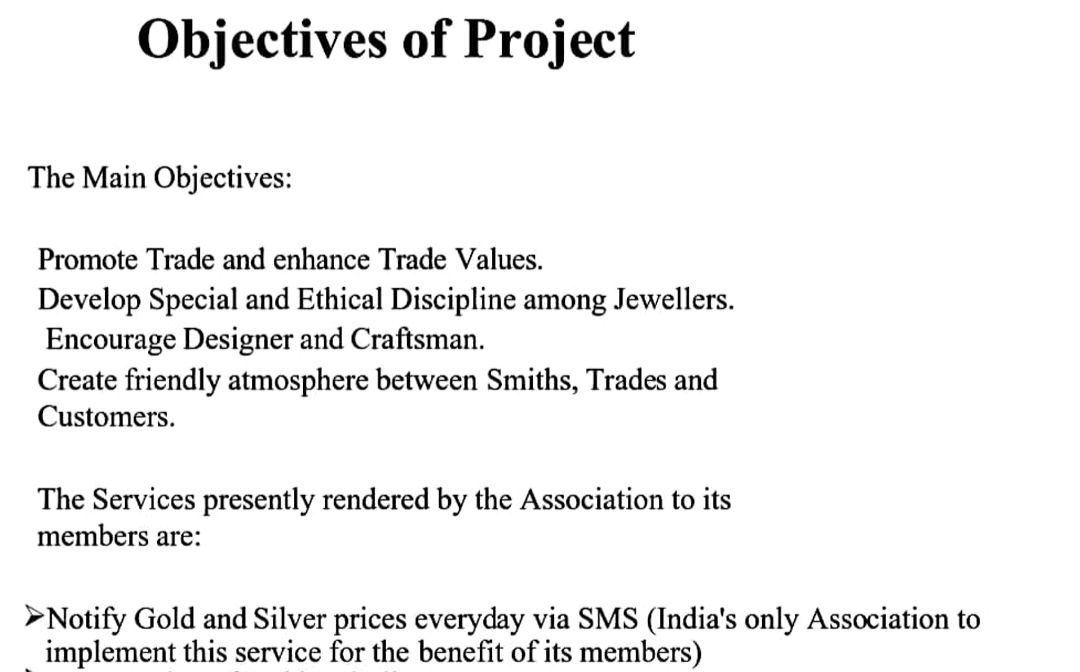 Objectives of Project
The Main Objectives:
Promote Trade and enhance Trade Values.
Develop Special and Ethical Discipline among Jewellers.
Encourage Designer and Craftsman.
Create friendly atmosphere between Smiths, Trades and
Customers.
The Services presently rendered by the Association to its
members are:
➢Notify Gold and Silver prices everyday via SMS (India's only Association to
implement this service for the benefit of its members)